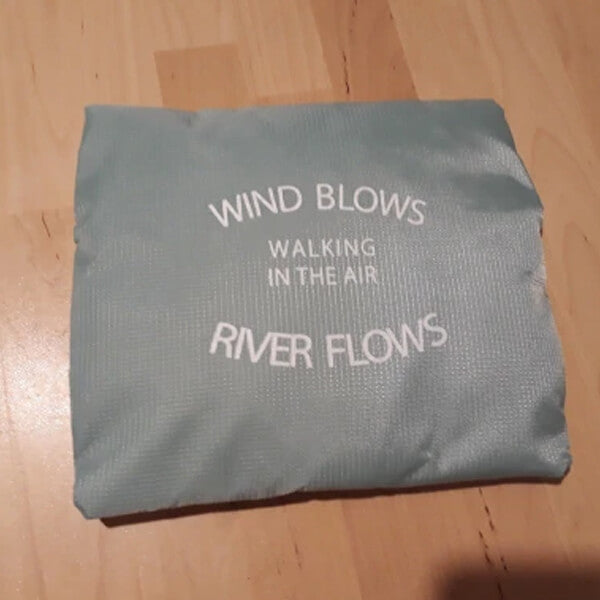 WIND BLOWS
WALKING
IN THE AIR
RIVER FLOWS